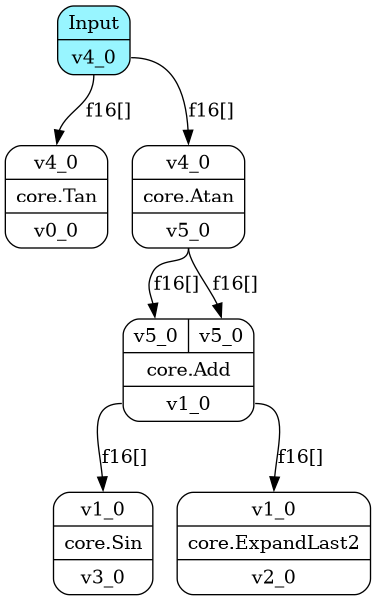 Input
v4_0
f16[]
f16[]
v4_0
core.Tan
v0_0
v4_0
core.Atan
v5_0
f16[]
f16[]
v5_0
v5_0
core.Add
v1_0
f16[]
f16[]
v1_0
core.Sin
v3_0
v1_0
core.ExpandLast2
v2_0